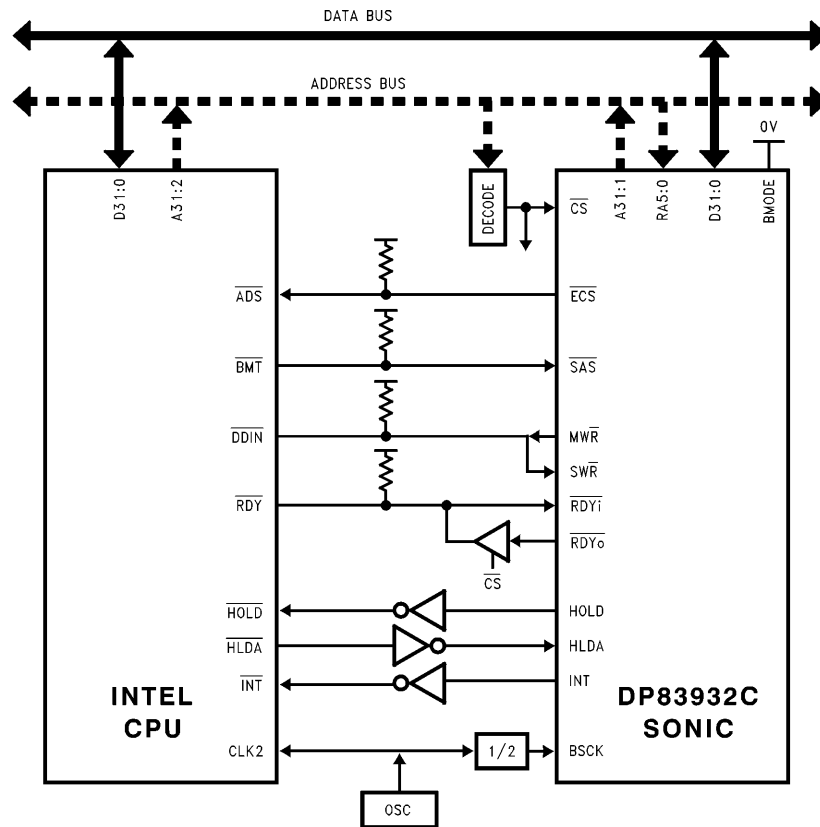 DATA BUS
ADDRESS BUS
0V
D31:0
A31:2
DECODE
CS
A31:1
RA5:0
D31:0
BMODE
ADS
ECS
BMT
SAS
DDIN
MWR
SWR
RDY
RDYi
RDYo
CS
HOLD
HOLD
HLDA
HLDA
INT
INT
INTEL
CPU
DP83932C
SONIC
CLK2
1/2
BSCK
OSC